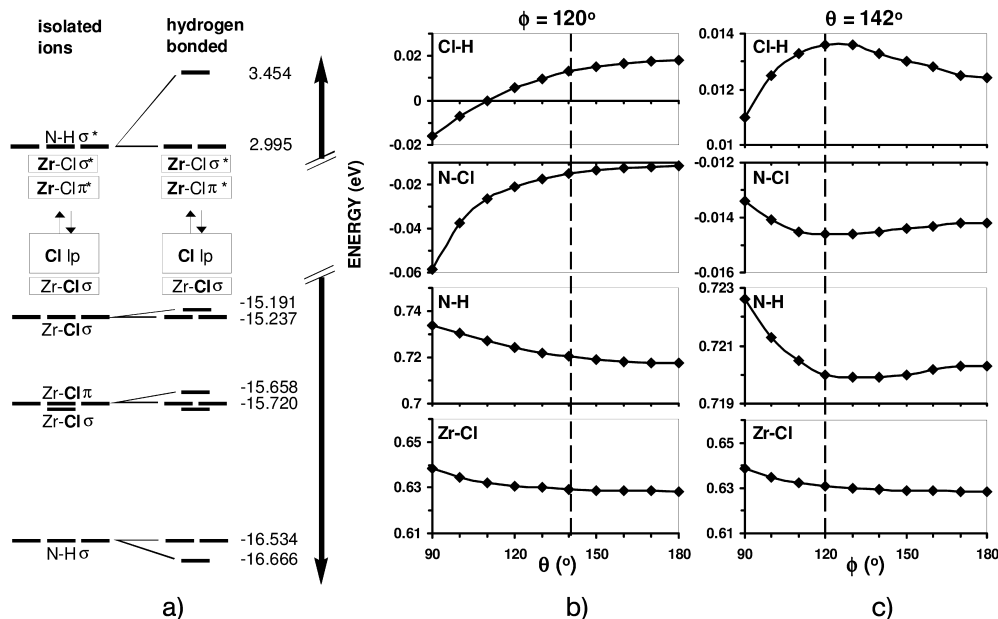 isolated
ions
hydrogen
bonded
3.454
N-H σ*
2.995
Zr-Cl σ*
Zr-Cl σ*
Zr-Cl π*
Zr-Cl π*
Cl lp
Cl lp
Zr-Cl σ
Zr-Cl σ
-15.191
-15.237
Zr-Cl σ
-15.658
Zr-Cl π
-15.720
Zr-Cl σ
-16.534
N-H σ
-16.666
a)
ϕ = 120º
ENERGY (eV)
Cl-H
0.02
0
-0.02
N-Cl
-0.02
-0.04
-0.06
N-H
0.74
0.72
0.7
Zr-Cl
0.65
0.63
0.61
90 120 150 180
θ (º)
b)
θ = 142º
Cl-H
0.014
0.012
0.01
-0.012
N-Cl
-0.014
-0.016
N-H
0.723
0.721
0.719
Zr-Cl
0.65
0.63
0.61
90 120 150 180
ϕ (º)
c)